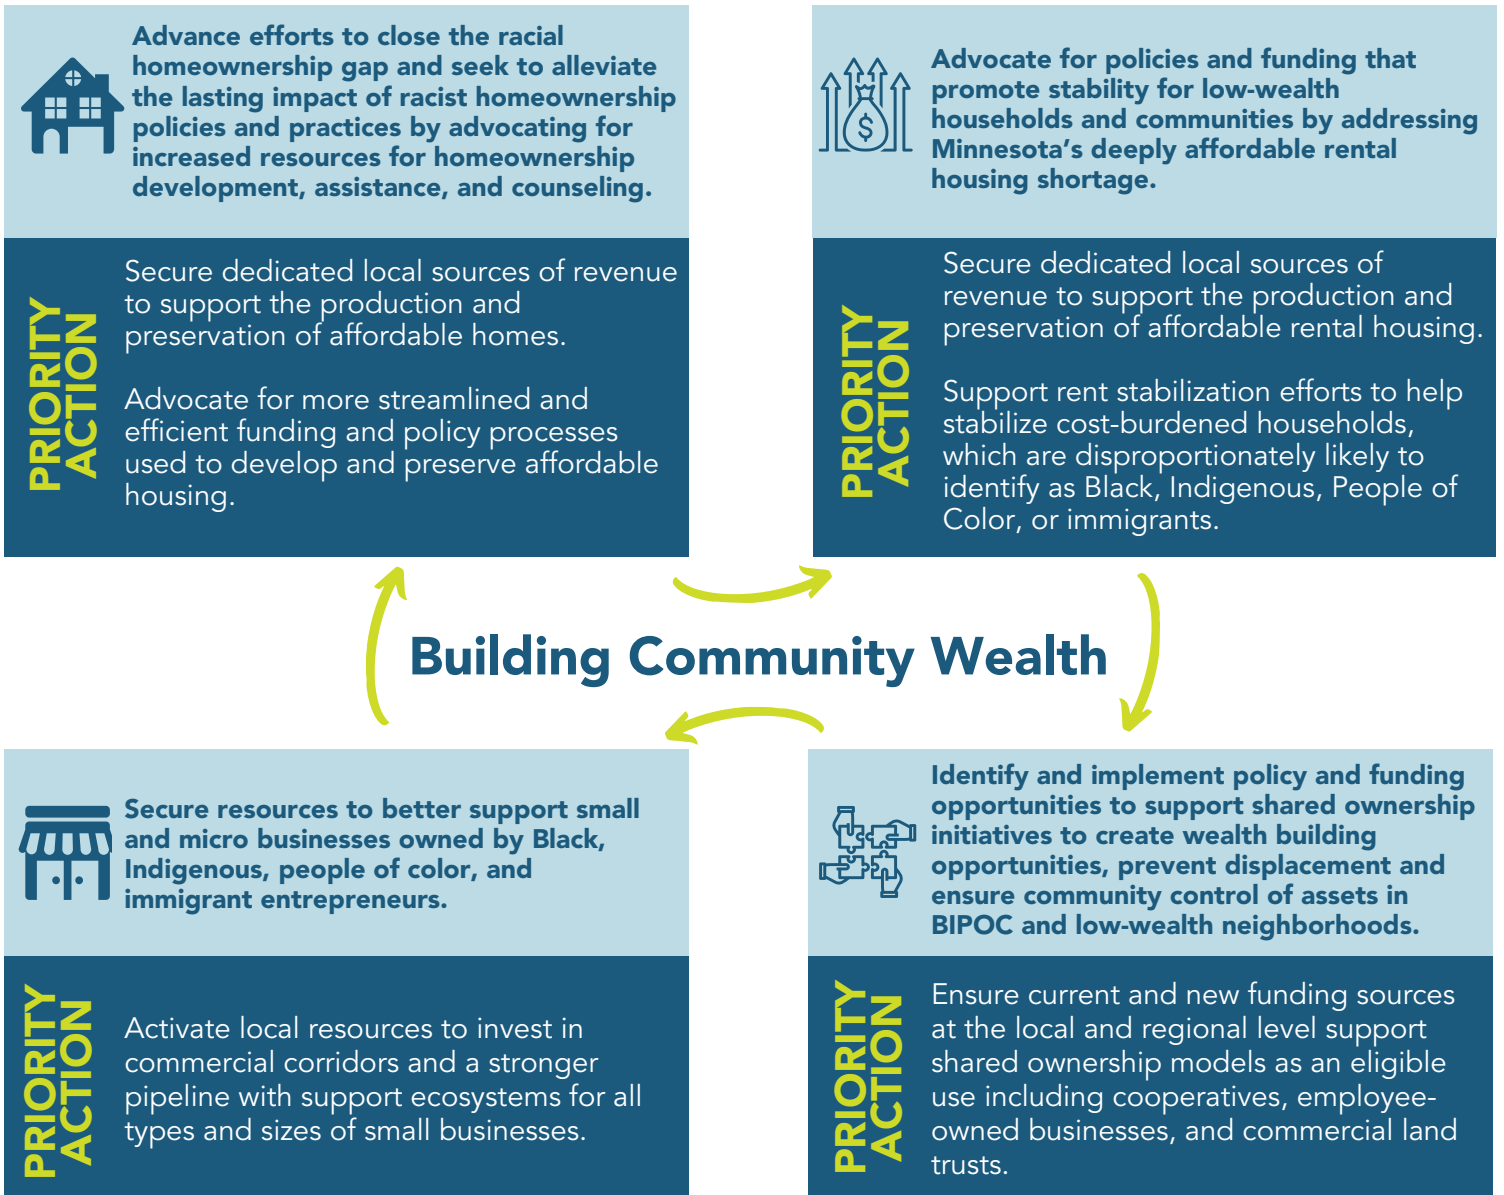 Advance efforts to close the racial
homeownership gap and seek to alleviate
the lasting impact of racist homeownership
policies and practices by advocating for
increased resources for homeownership
development, assistance, and counseling.
PRIORITY
ACTION
Secure dedicated local sources of revenue
to support the production and
preservation of affordable homes.
Advocate for more streamlined and
efficient funding and policy processes
used to develop and preserve affordable
housing.
$
Advocate for policies and funding that
promote stability for low-wealth
households and communities by addressing
Minnesota's deeply affordable rental
housing shortage.
PRIORITY
ACTION
Secure dedicated local sources of
revenue to support the production and
preservation of affordable rental housing.
Support rent stabilization efforts to help
stabilize cost-burdened households,
which are disproportionately likely to
identify as Black, Indigenous, People of
Color, or immigrants.
Building Community Wealth
Secure resources to better support small
and micro businesses owned by Black,
Indigenous, people of color, and
immigrant entrepreneurs.
PRIORITY
ACTION
Activate local resources to invest in
commercial corridors and a stronger
pipeline with support ecosystems for all
types and sizes of small businesses.
Identify and implement policy and funding
opportunities to support shared ownership
initiatives to create wealth building
opportunities, prevent displacement and
ensure community control of assets in
BIPOC and low-wealth neighborhoods.
PRIORITY
ACTION
Ensure current and new funding sources
at the local and regional level support
shared ownership models as an eligible
use including cooperatives, employee-
owned businesses, and commercial land
trusts.